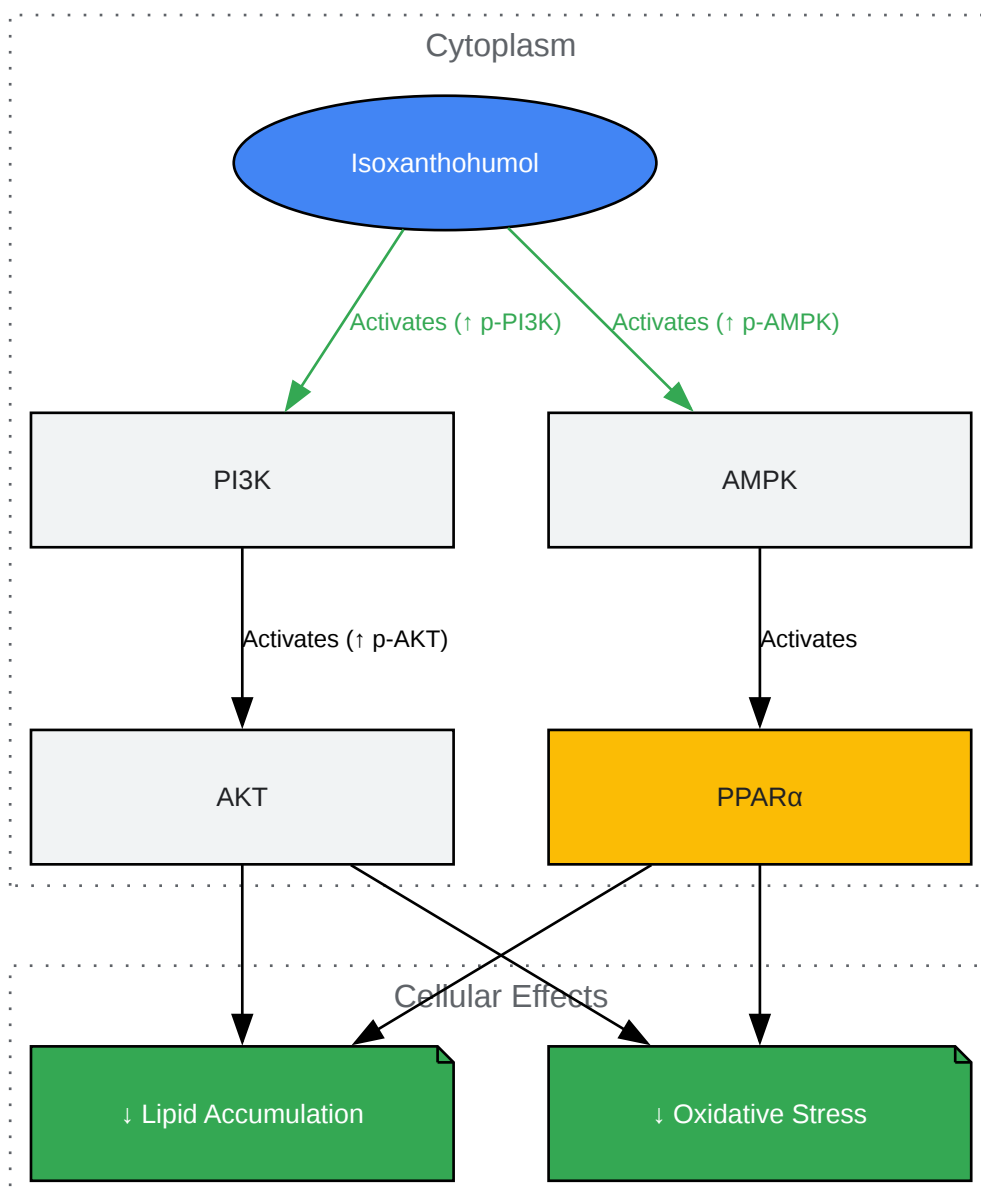 Cytoplasm
Isoxanthohumol
Activates (↑ p-PI3K)
Activates (↑ p-AMPK)
PI3K
AMPK
Activates (↑ p-AKT)
Activates
AKT
PPARα
Cellular Effects
↓ Lipid Accumulation
↓ Oxidative Stress